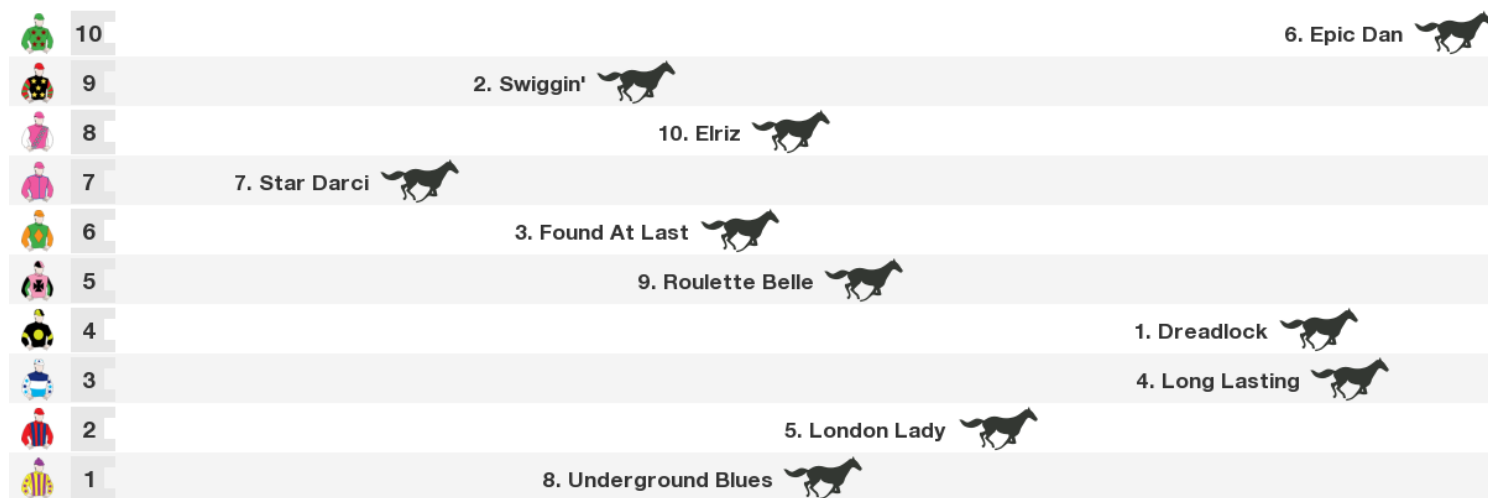 10 6. Epic Dan
9 2. Swiggin'
8 10. Elriz
7 7. Star Darci
6 3. Found At Last
5 9. Roulette Belle
4 1. Dreadlock
3 4. Long Lasting
2 5. London Lady
1 8. Underground Blues